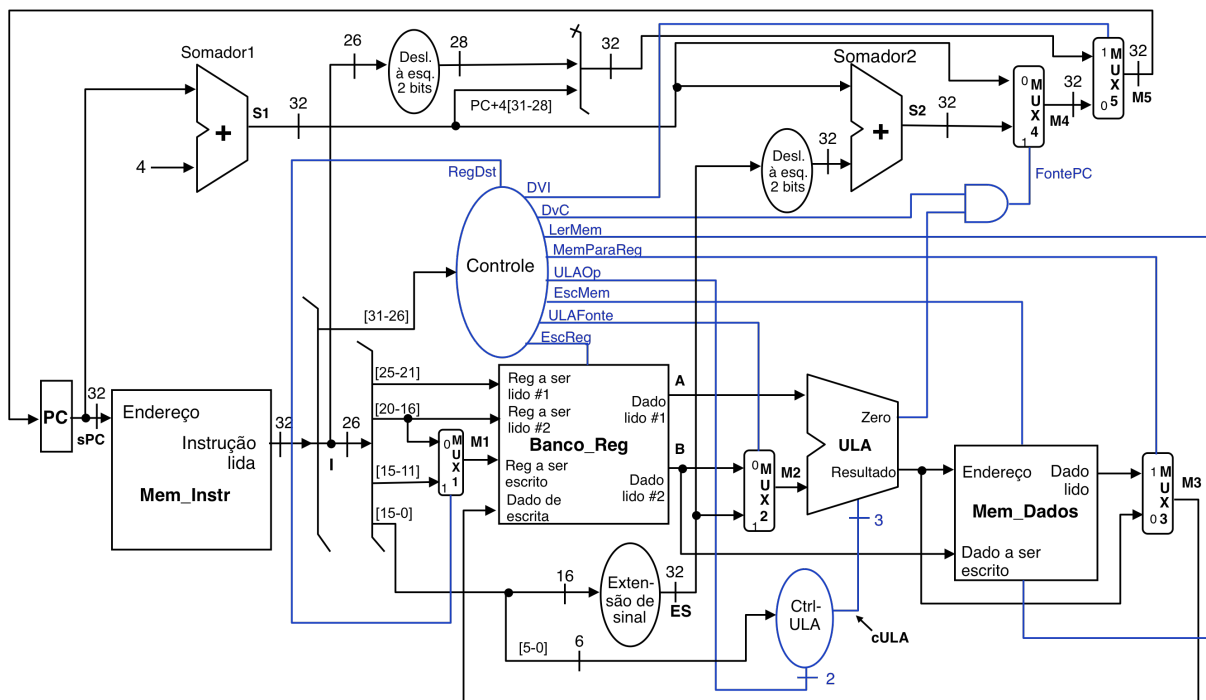 Somador1
26
Desl.
à esq.
2 bits
28
32
PC+4[31-28]
S1
32
+
4
Somador2
+
S2
32
32
Desl.
à esq.
2 bits
0
M
U
X
4
1
32
M4
1
M
U
X
5
0
32
M5
FontePC
RegDst
DVI
DvC
LerMem
MemParaReg
ULAOp
EscMem
ULAFonte
EscReg
Controle
[31-26]
PC
32
sPC
Endereço
Instrução
lida
Mem_Instr
32
I
26
[25-21]
[20-16]
[15-11]
[15-0]
0
M
U
X
1
1
M1
Reg a ser
lido #1
Reg a ser
lido #2
Banco_Reg
Reg a ser
escrito
Dado de
escrita
Dado
lido #1
Dado
lido #2
A
B
0
M
U
X
2
1
M2
Zero
ULA
Resultado
3
Endereço
Dado
lido
Mem_Dados
Dado a ser
escrito
1
M
U
X
3
0
M3
16
Exten-
são de
sinal
32
ES
[5-0]
6
Ctrl-
ULA
cULA
2